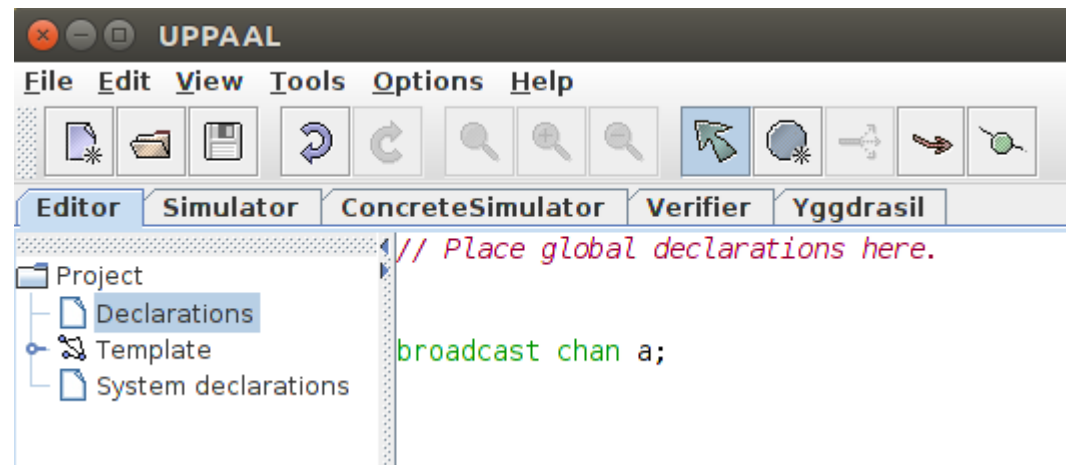 UPPAAL
File Edit View Tools Options Help
Editor Simulator ConcreteSimulator Verifier Yggdrasil
// Place global declarations here.
Project
Declarations
Template
broadcast chan a;
System declarations